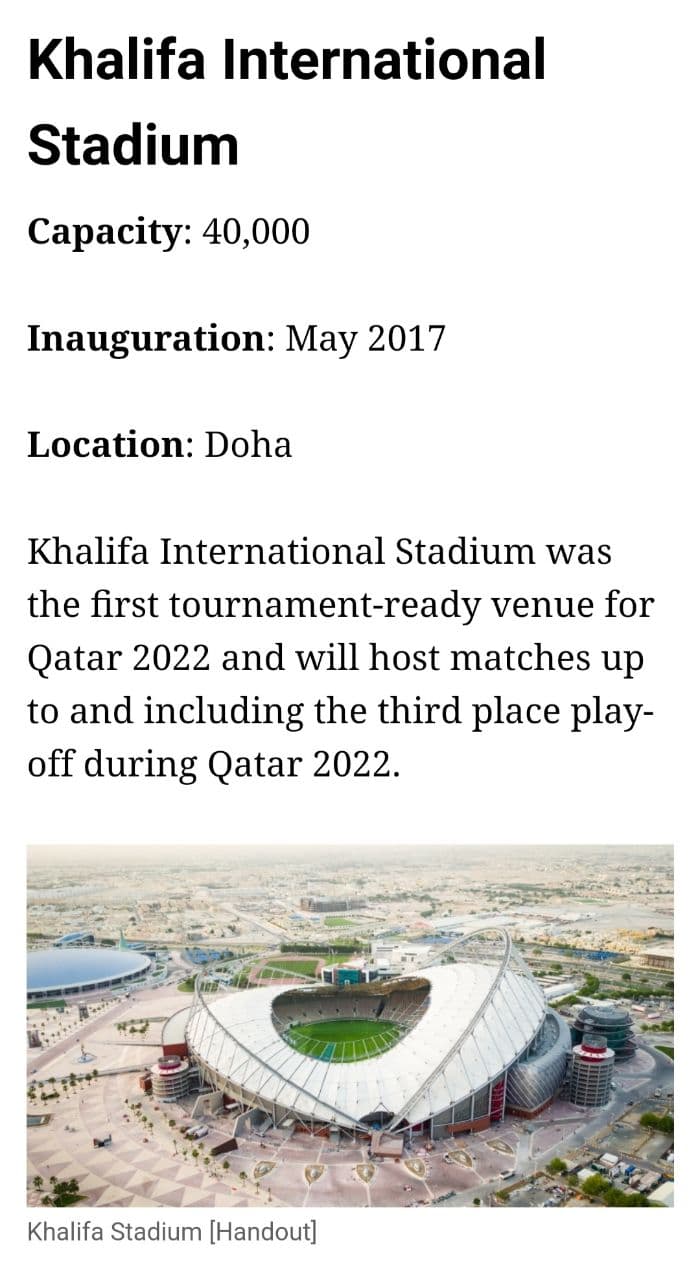 Khalifa International
Stadium
Capacity: 40,000
Inauguration: May 2017
Location: Doha
Khalifa International Stadium was
the first tournament-ready venue for
Qatar 2022 and will host matches up
to and including the third place play-
off during Qatar 2022.
Khalifa Stadium [Handout]